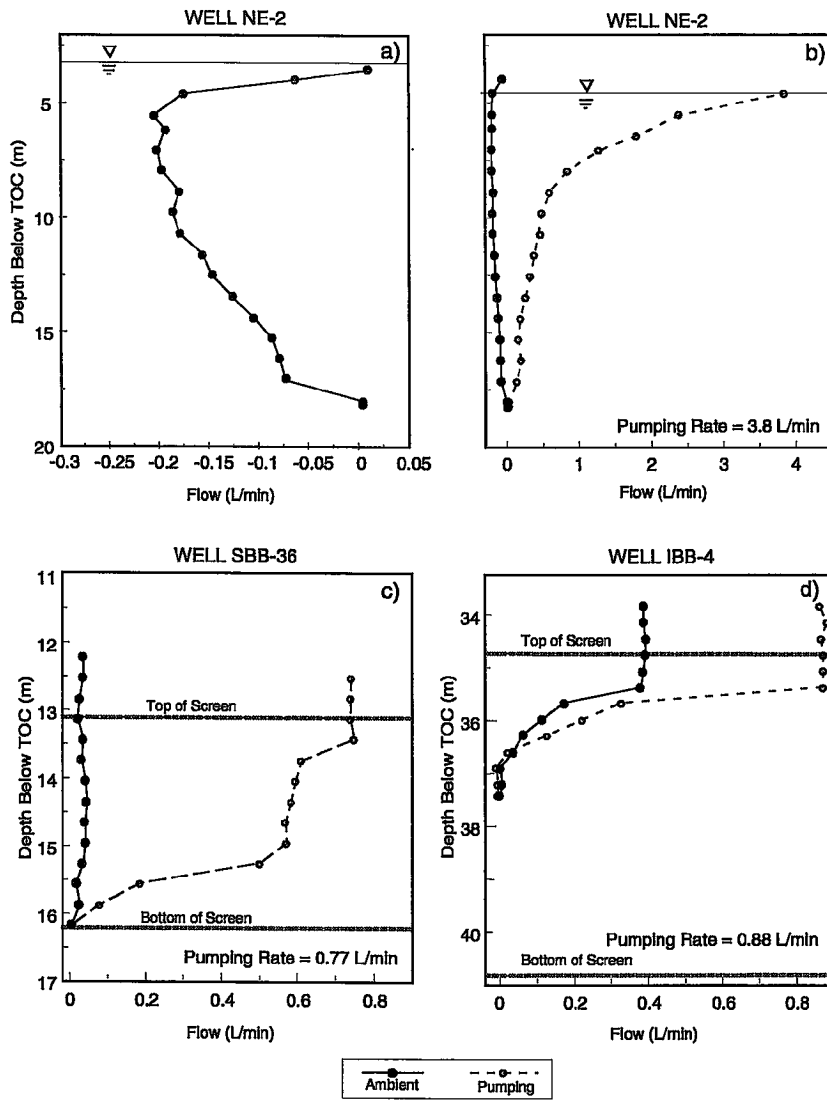 WELL NE-2
a)
5
10
15
20
Depth Below TOC (m)
-0.3 -0.25 -0.2 -0.15 -0.1 -0.05 0 0.05
Flow (L/min)
WELL NE-2
b)
Pumping Rate = 3.8 L/min
0 1 2 3 4
Flow (L/min)
WELL SBB-36
c)
11
12
13
14
15
16
17
Depth Below TOC (m)
Top of Screen
Bottom of Screen
Pumping Rate = 0.77 L/min
0 0.2 0.4 0.6 0.8
Flow (L/min)
WELL IBB-4
d)
34
36
38
40
Depth Below TOC (m)
Top of Screen
Pumping Rate = 0.88 L/min
Bottom of Screen
0 0.2 0.4 0.6 0.8
Flow (L/min)
Ambient Pumping